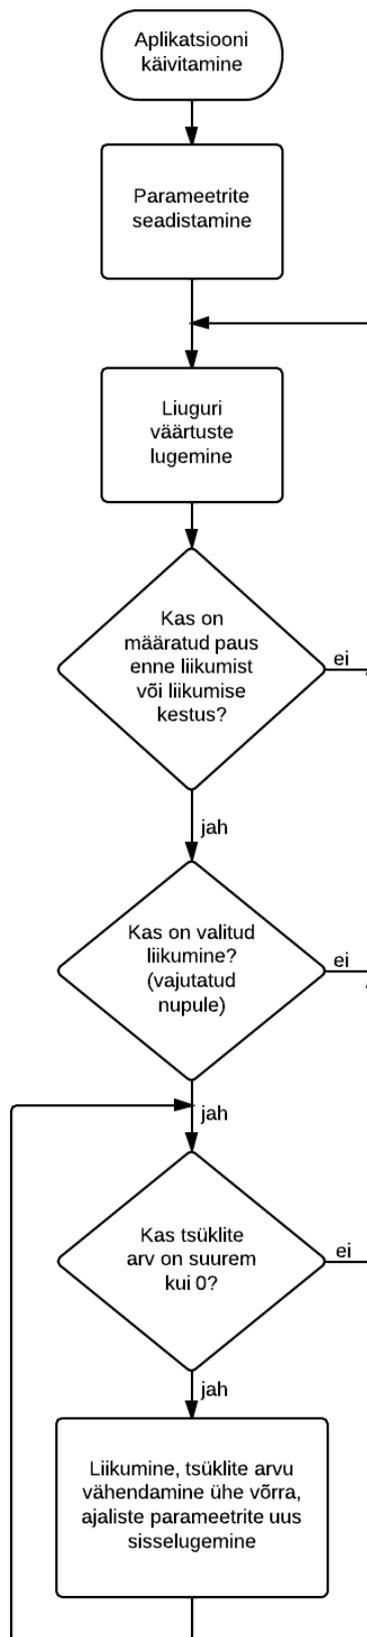 Aplikatsiooni
käivitamine
Parameetrite
seadistamine
Liuguri
väärtuste
lugemine
Kas on
määratud paus
enne liikumist
või liikumise
kestus?
ei
jah
Kas on valitud
liikumine?
(vajutatud
nupule)
ei
jah
Kas tsüklite
arv on suurem
kui 0?
ei
jah
Liikumine, tsüklite arvu
vähendamine ühe võrra,
ajaliste parameetrite uus
sisselugemine